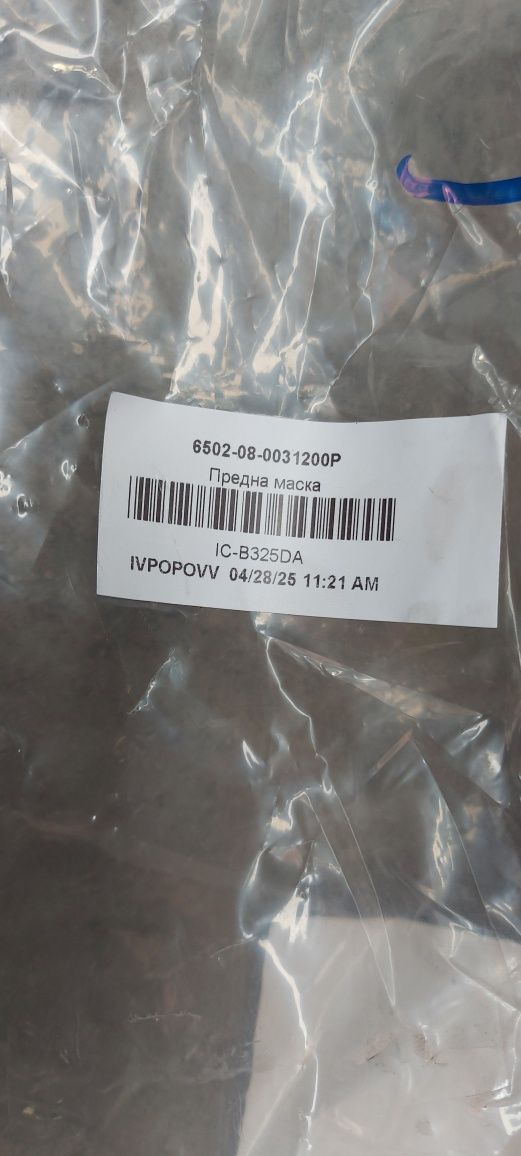 6502-08-0031200P
Предна маска
IC-B325DA
IVPOPOVV 04/28/25 11:21 AM